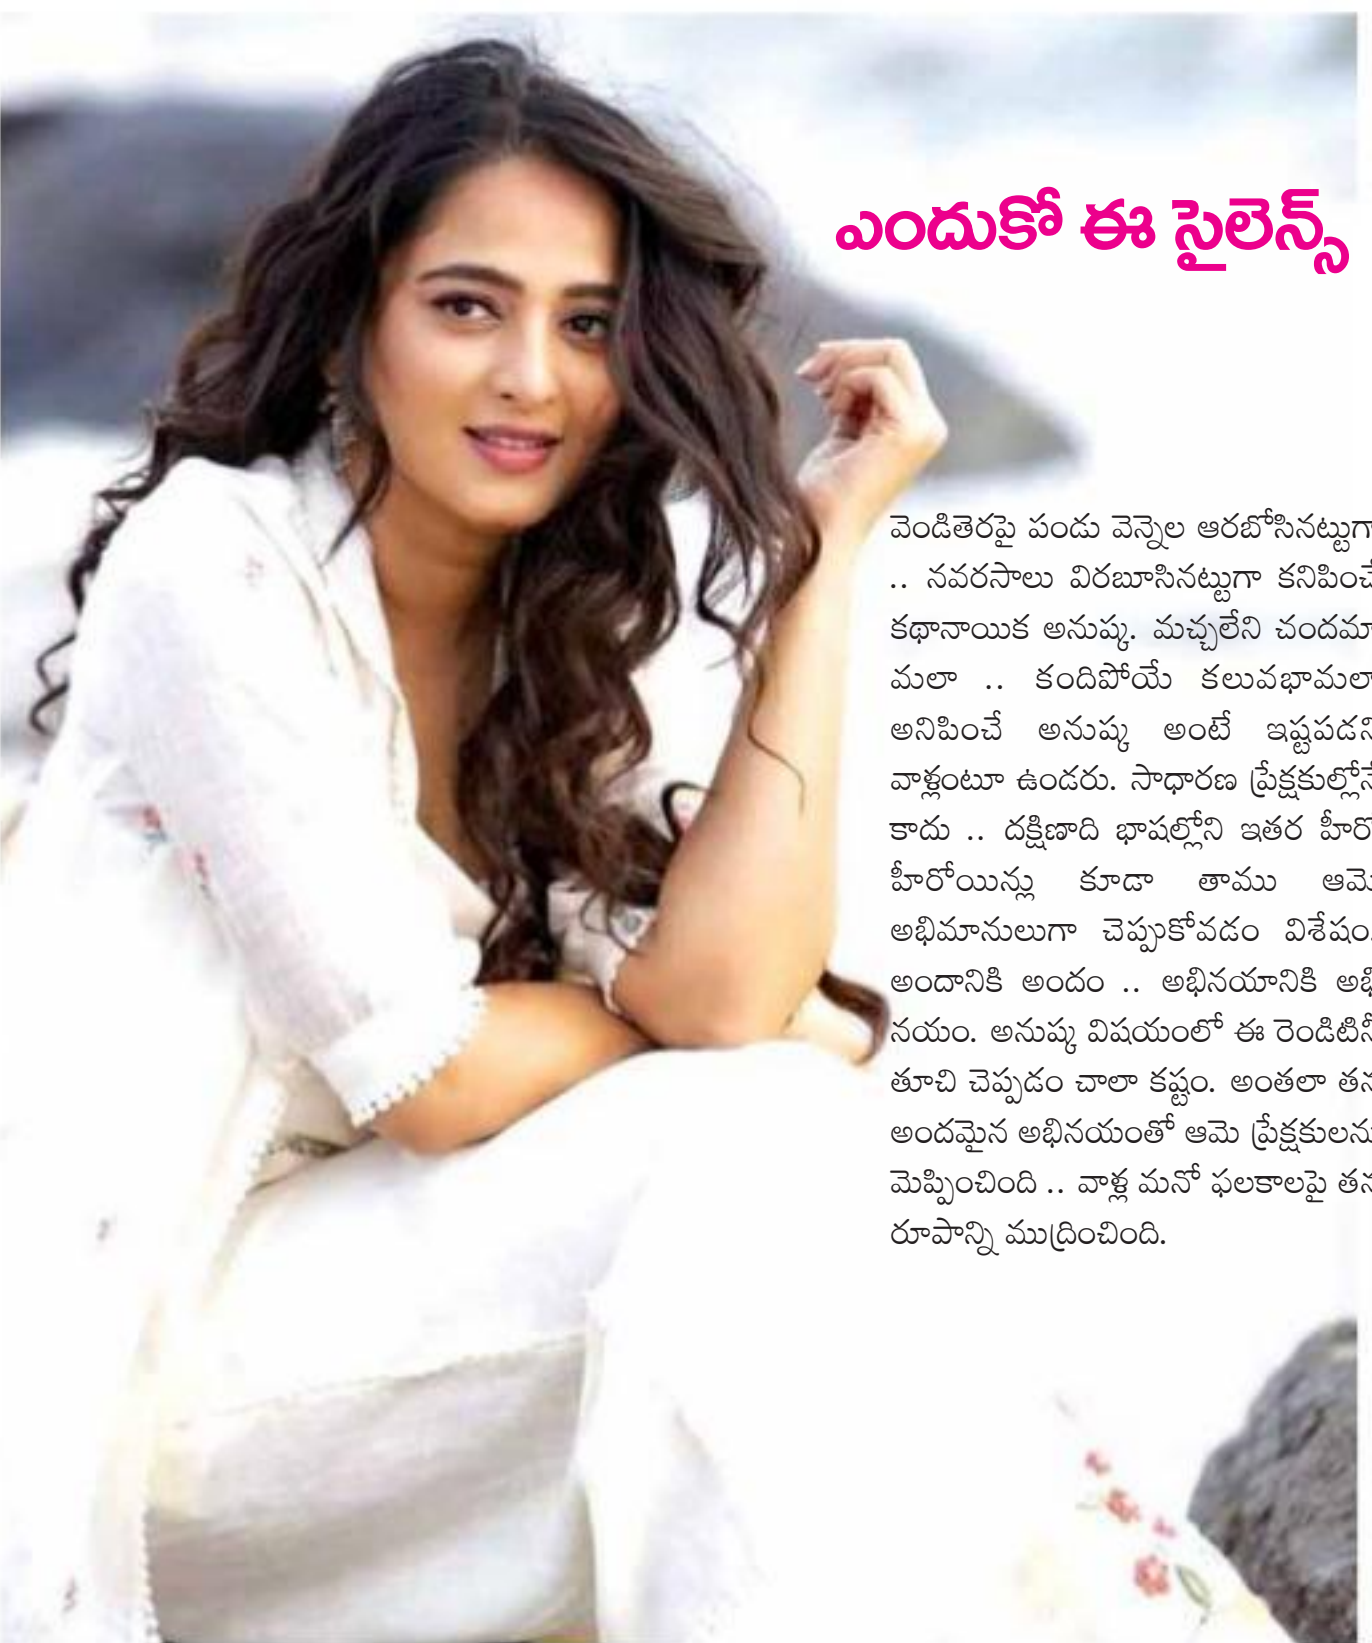 ఎందుకో ఈ సైలెన్స్
వెండితెరపై పండు వెన్నెల ఆరబోసినట్టుగా
.. నవరసాలు విరబూసినట్టుగా కనిపించే
కథానాయిక అనుష్క. మచ్చలేని చందమా
మలా .. కందిపోయే కలువభామలా
అనిపించే అనుష్క అంటే ఇష్టపడని
వాళ్లంటూ ఉండరు. సాధారణ ప్రేక్షకుల్లోనే
కాదు .. దక్షిణాది భాషల్లోని ఇతర హీరో
హీరోయిన్లు కూడా తాము ఆమె
అభిమానులుగా చెప్పుకోవడం విశేషం.
అందానికి అందం .. అభినయానికి అభి
నయం. అనుష్క విషయంలో ఈ రెండిటినీ
తూచి చెప్పడం చాలా కష్టం. అంతలా తన
అందమైన అభినయంతో ఆమె ప్రేక్షకులను
మెప్పించింది .. వాళ్ల మనో ఫలకాలపై తన
రూపాన్ని ముద్రించింది.